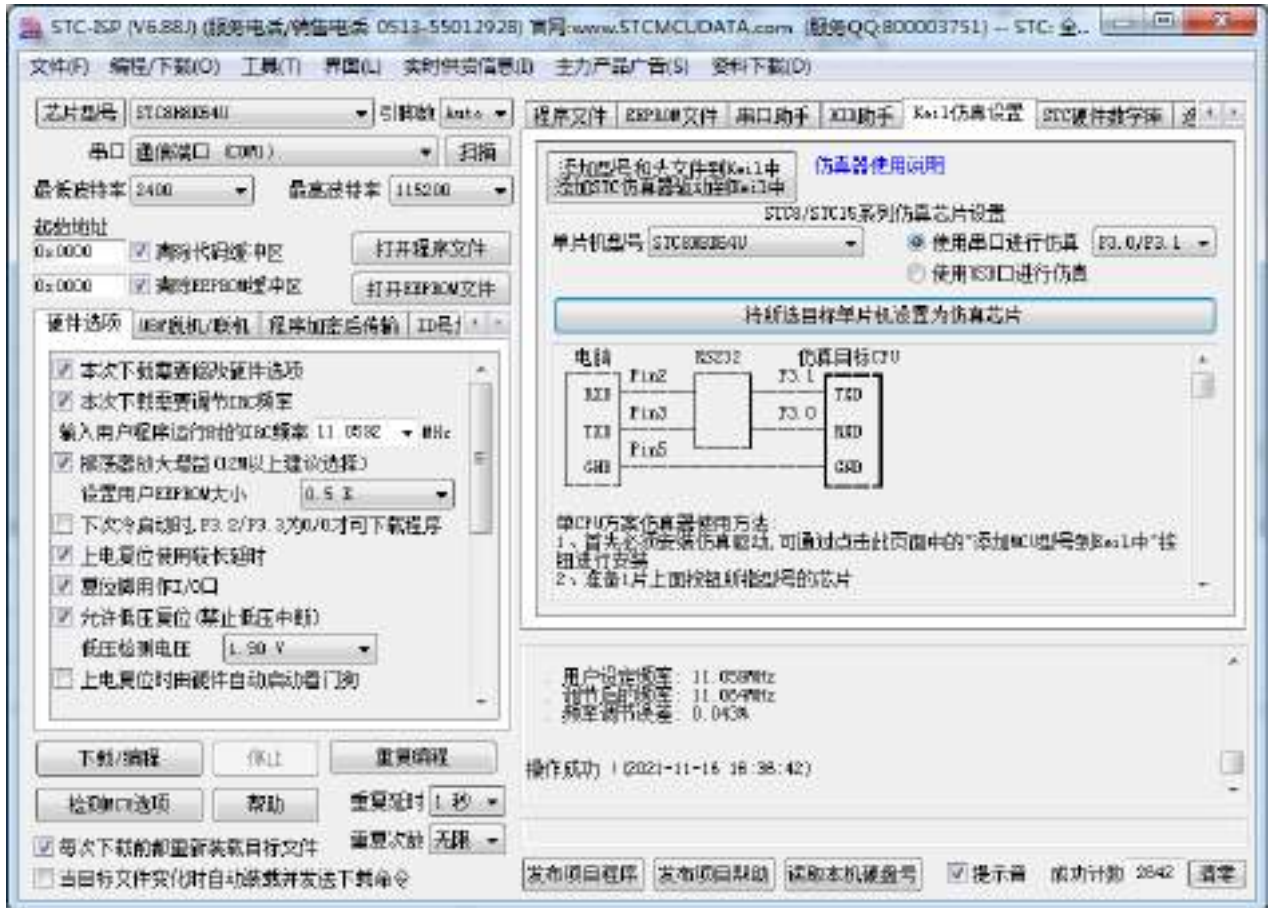 STC-ISP (V6.88J) (服务电话/销售电话 0513-55012928) 官网:www.STCMCUDATA.com (服务QQ:800003751) -- STC: 全..
文件(F) 编程/下载(O) 工具(T) 界面(L) 实时供货信息(I) 主力产品广告(S) 资料下载(D)
芯片型号 STC8H8K64U 引脚数 Auto
串口 通信端口 (COM1) 扫描
最低波特率 2400 最高波特率 115200
起始地址
0x0000 清除代码缓冲区 打开程序文件
0x0000 清除EEPROM缓冲区 打开EEPROM文件
硬件选项 USB脱机/联机 程序加密后传输 ID号
本次下载需要修改硬件选项
本次下载需要调节IRC频率
输入用户程序运行时的IRC频率 11.0592 MHz
振荡器放大增益(12M以上建议选择)
设置用户EEPROM大小 0.5 K
下次冷启动时, P3.2/P3.3为0/0才可下载程序
上电复位使用较长延时
复位脚用作I/O口
允许低压复位(禁止低压中断)
低压检测电压 1.90 V
上电复位时由硬件自动启动看门狗
下载/编程 停止 重复编程
检测MCU选项 帮助 重复延时 1 秒
重复次数 无限
每次下载前都重新装载目标文件
当目标文件变化时自动装载并发送下载命令
程序文件 EEPROM文件 串口助手 Keil仿真设置 STC硬件数学库
添加型号和头文件到Keil中
添加STC仿真器驱动到Keil中
仿真器使用说明
STC8/STC15系列仿真芯片设置
单片机型号 STC8H8K64U 使用串口进行仿真 P3.0/P3.1
使用USB口进行仿真
将所选目标单片机设置为仿真芯片
电脑 RS232 仿真目标CPU
RXD Pin2 P3.1 TXD
TXD Pin3 P3.0 RXD
GND Pin5 GND
单CPU方案仿真器使用方法:
1、首先必须安装仿真驱动, 可通过点击此页面中的"添加MCU型号到Keil中"按
钮进行安装
2、准备1片上面按钮所指型号的芯片
. 用户设定频率: 11.059MHz
. 调节后的频率: 11.064MHz
. 频率调节误差: 0.043%
操作成功 !(2021-11-16 16:36:42)
发布项目程序 发布项目帮助 读取本机硬盘号 提示音 成功计数 2642 清零